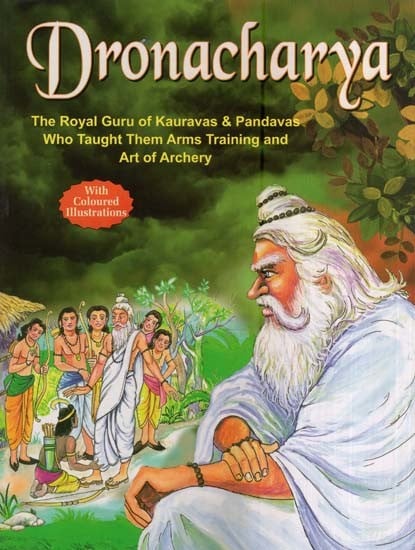 Dronacharya
The Royal Guru of Kauravas & Pandavas
Who Taught Them Arms Training and
Art of Archery
With
Coloured
Illustrations